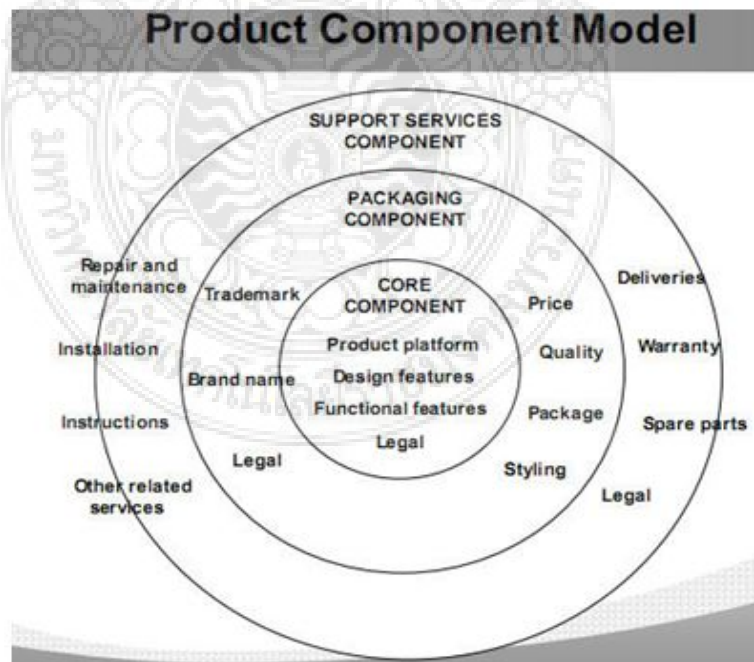 Product Component Model
SUPPORT SERVICES
COMPONENT
PACKAGING
COMPONENT
CORE
COMPONENT
Product platform
Design features
Functional features
Legal
Trademark
Brand name
Legal
Price
Quality
Package
Styling
Repair and
maintenance
Installation
Instructions
Other related
services
Deliveries
Warranty
Spare parts
Legal